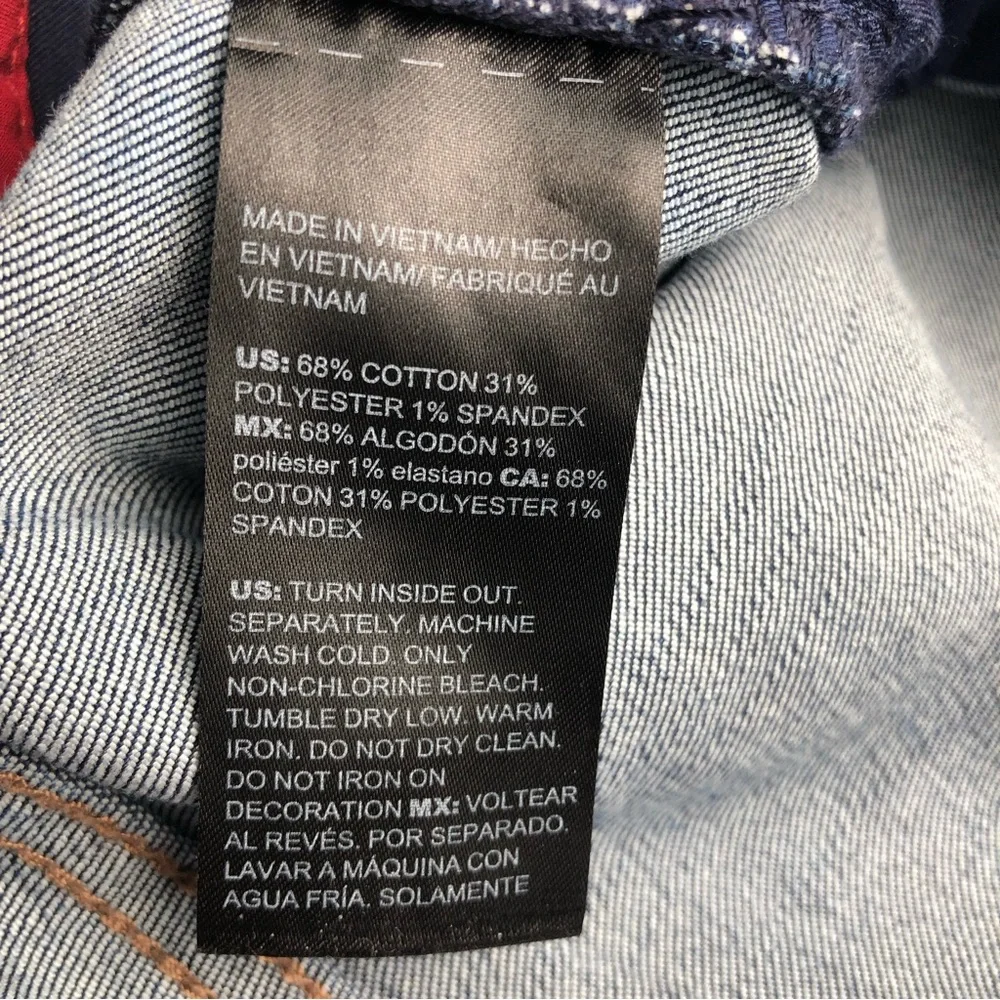 MADE IN VIETNAM/ HECHO
EN VIETNAM/ FABRIQUÉ AU
VIETNAM
US: 68% COTTON 31%
POLYESTER 1% SPANDEX
MX: 68% ALGODÓN 31%
poliéster 1% elastano CA: 68%
COTON 31% POLYESTER 1%
SPANDEX
US: TURN INSIDE OUT.
SEPARATELY. MACHINE
WASH COLD. ONLY
NON-CHLORINE BLEACH.
TUMBLE DRY LOW. WARM
IRON. DO NOT DRY CLEAN.
DO NOT IRON ON
DECORATION MX: VOLTEAR
AL REVÉS. POR SEPARADO.
LAVAR A MÁQUINA CON
AGUA FRÍA. SOLAMENTE